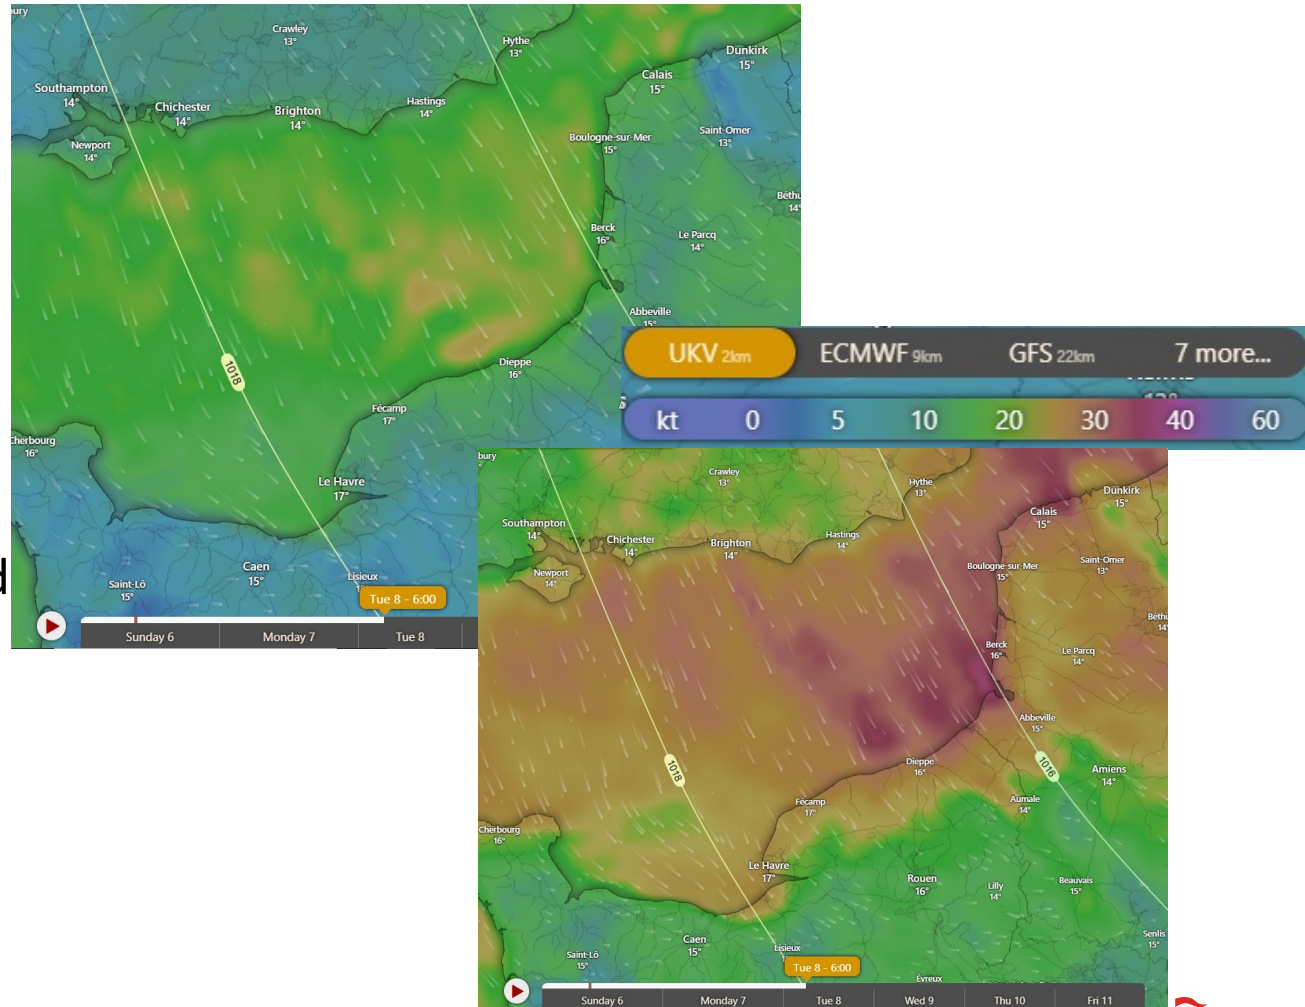 Crawley
13°
Hythe
13°
Dunkirk
15°
Calais
15°
Southampton
14°
Chichester
14°
Brighton
14°
Hastings
14°
Newport
14°
Boulogne-sur-Mer
15°
Saint-Omer
13°
Béthu
14°
Berck
16°
Le Parcq
14°
Abbeville
15°
1018
Dieppe
16°
Fécamp
17°
Cherbourg
16°
Le Havre
17°
Caen
15°
Lisieux
Saint-Lô
15°
Tue 8 - 6:00
Sunday 6 Monday 7 Tue 8
UKV 2km ECMWF 9km GFS 22km 7 more...
kt 0 5 10 20 30 40 60
bury
Crawley
13°
Hythe
13°
Dunkirk
15°
Calais
15°
Southampton
14°
Chichester
14°
Brighton
14°
Hastings
14°
Newport
14°
Boulogne-sur-Mer
15°
Saint-Omer
13°
Béthu
14°
Berck
16°
Le Parcq
14°
Abbeville
15°
1018
1016
Dieppe
16°
Amiens
14°
Fécamp
17°
Aumale
14°
Cherbourg
16°
Le Havre
17°
Rouen
16°
Lilly
14°
Beauvais
15°
Caen
15°
Lisieux
Senlis
15°
Saint-Lô
15°
Tue 8 - 6:00
Évreux
Sunday 6 Monday 7 Tue 8 Wed 9 Thu 10 Fri 11